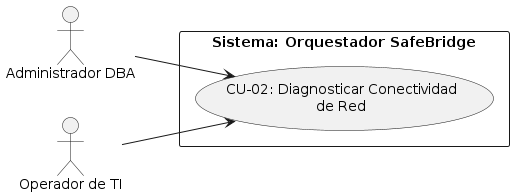 Sistema: Orquestador SafeBridge
Administrador DBA
CU-02: Diagnosticar Conectividad
de Red
Operador de TI